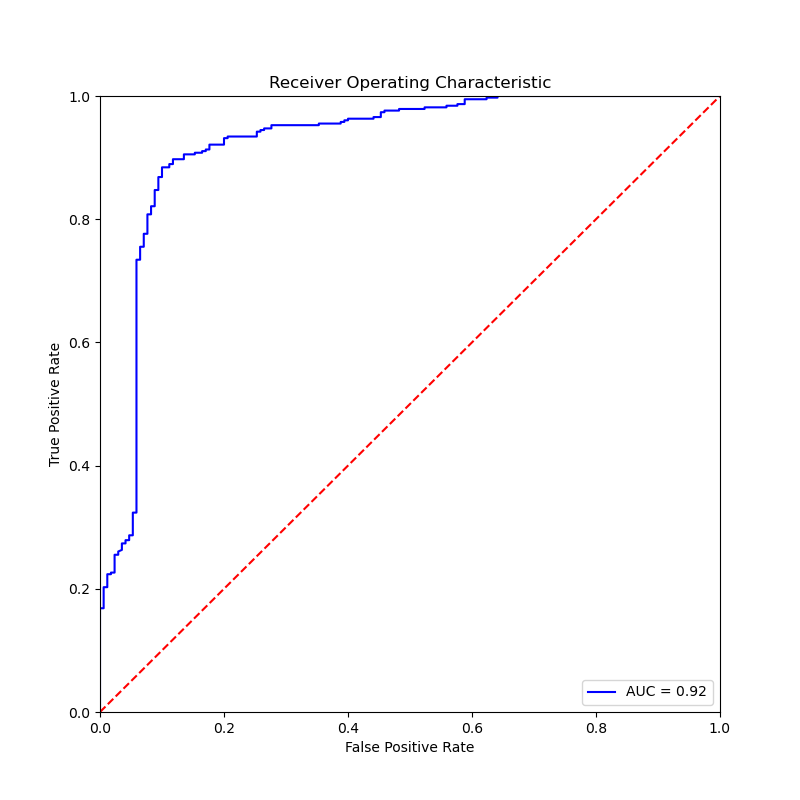 Receiver Operating Characteristic
1.0
0.8
0.6
0.4
0.2
0.0
True Positive Rate
AUC = 0.92
0.0 0.2 0.4 0.6 0.8 1.0
False Positive Rate